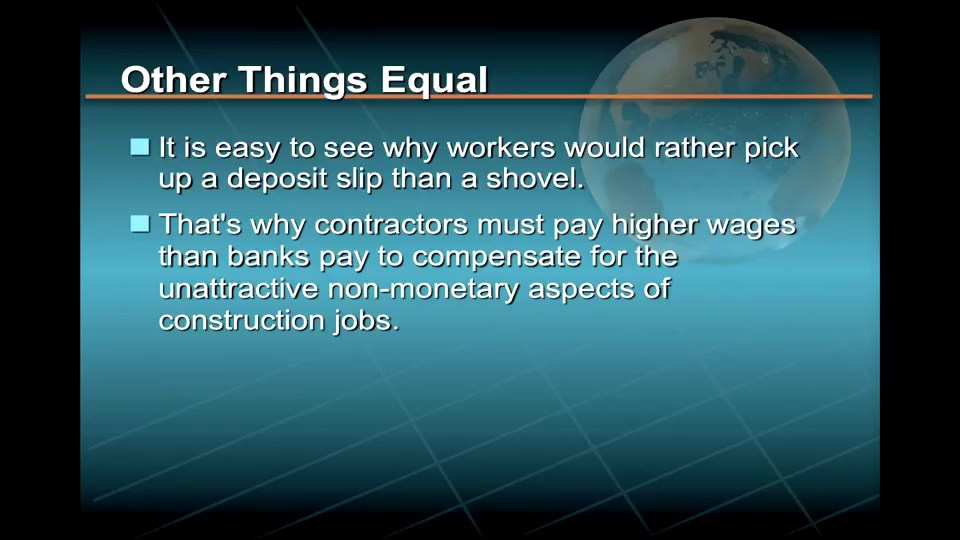 Other Things Equal
It is easy to see why workers would rather pick
up a deposit slip than a shovel.
That's why contractors must pay higher wages
than banks pay to compensate for the
unattractive non-monetary aspects of
construction jobs.